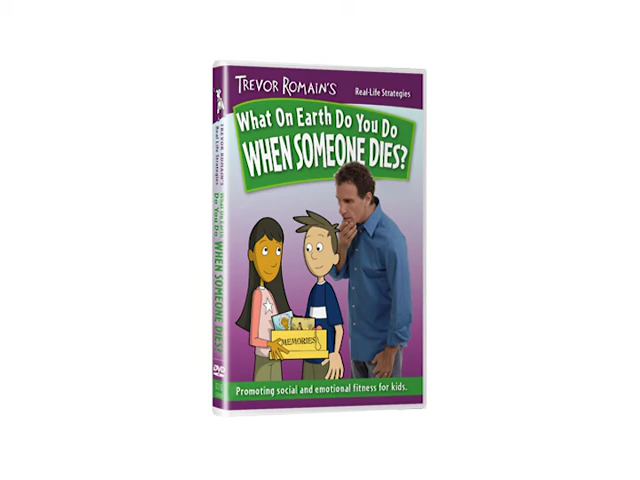 TREVOR ROMAIN'S
Real-Life Strategies
What On Earth Do You Do
WHEN SOMEONE DIES?
MEMORIES
Promoting social and emotional fitness for kids.
TREVOR ROMAIN'S
Real-Life Strategies
What On Earth
Do You Do WHEN SOMEONE DIES?
DVD